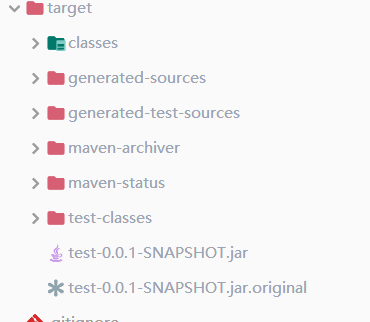 target
classes
generated-sources
generated-test-sources
maven-archiver
maven-status
test-classes
test-0.0.1-SNAPSHOT.jar
test-0.0.1-SNAPSHOT.jar.original
.gitignore